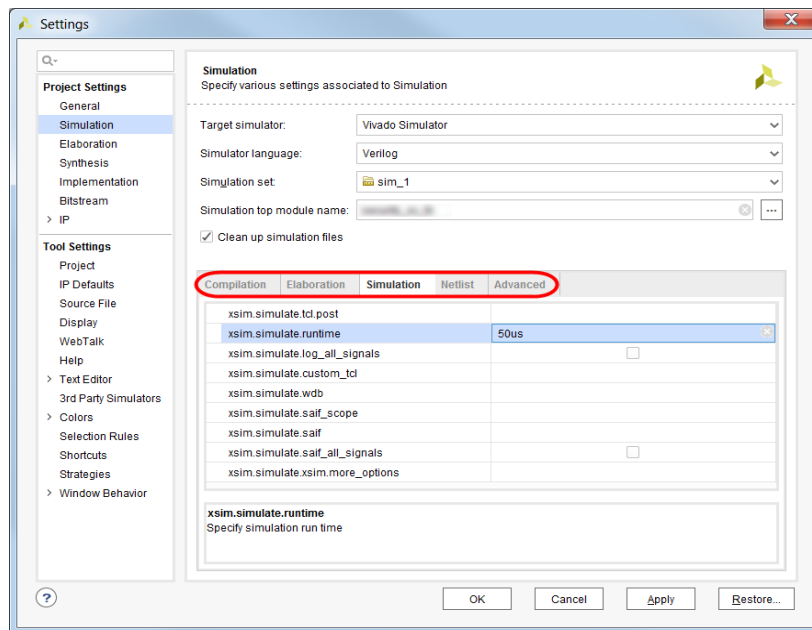 Settings
Project Settings
General
Simulation
Elaboration
Synthesis
Implementation
Bitstream
> IP
Tool Settings
Project
IP Defaults
Source File
Display
WebTalk
Help
> Text Editor
3rd Party Simulators
> Colors
Selection Rules
Shortcuts
Strategies
> Window Behavior
Simulation
Specify various settings associated to Simulation
Target simulator: Vivado Simulator
Simulator language: Verilog
Simulation set: sim_1
Simulation top module name:
Clean up simulation files
Compilation Elaboration Simulation Netlist Advanced
xsim.simulate.tcl.post
xsim.simulate.runtime 50us
xsim.simulate.log_all_signals
xsim.simulate.custom_tcl
xsim.simulate.wdb
xsim.simulate.saif_scope
xsim.simulate.saif
xsim.simulate.saif_all_signals
xsim.simulate.xsim.more_options
xsim.simulate.runtime
Specify simulation run time
? OK Cancel Apply Restore...